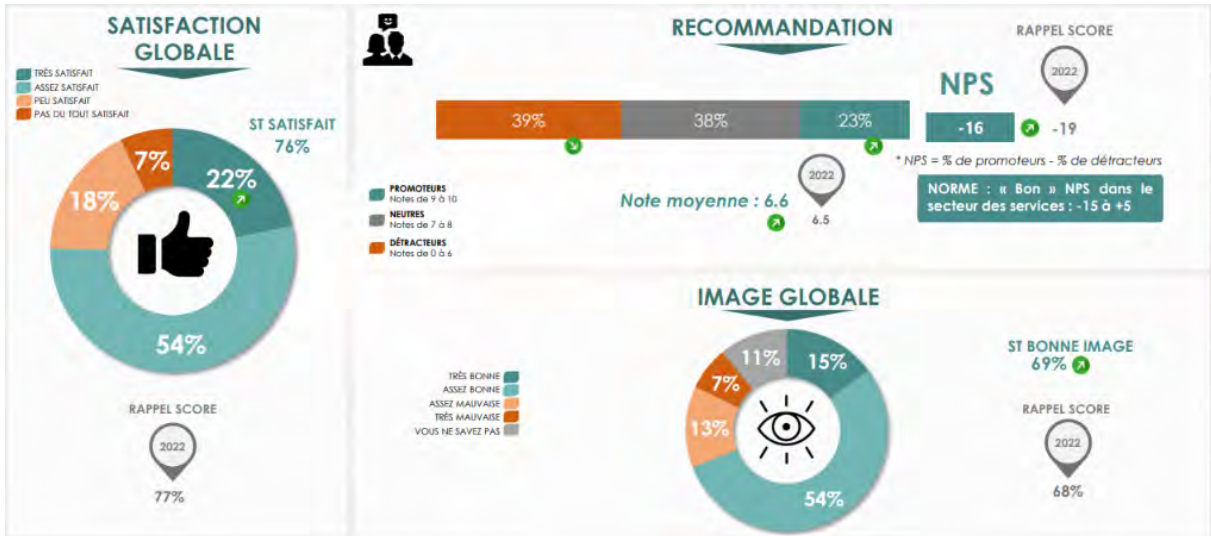 SATISFACTION
GLOBALE
TRÈS SATISFAIT
ASSEZ SATISFAIT
PEU SATISFAIT
PAS DU TOUT SATISFAIT
ST SATISFAIT
76%
7%
22%
18%
54%
RAPPEL SCORE
2022
77%
RECOMMANDATION
RAPPEL SCORE
2022
NPS
39%
38%
23%
-16
-19
* NPS = % de promoteurs - % de détracteurs
NORME : « Bon » NPS dans le
secteur des services : -15 à +5
PROMOTEURS
Notes de 9 à 10
NEUTRES
Notes de 7 à 8
DÉTRACTEURS
Notes de 0 à 6
Note moyenne : 6.6
2022
6.5
IMAGE GLOBALE
TRÈS BONNE
ASSEZ BONNE
ASSEZ MAUVAISE
TRÈS MAUVAISE
VOUS NE SAVEZ PAS
11%
15%
7%
13%
54%
ST BONNE IMAGE
69%
RAPPEL SCORE
2022
68%